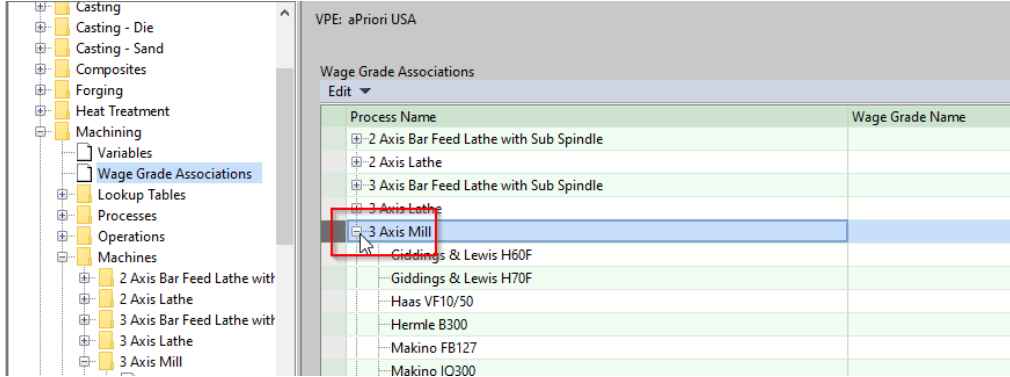 Casting
Casting - Die
Casting - Sand
Composites
Forging
Heat Treatment
Machining
Variables
Wage Grade Associations
Lookup Tables
Processes
Operations
Machines
2 Axis Bar Feed Lathe with
2 Axis Lathe
3 Axis Bar Feed Lathe with
3 Axis Lathe
3 Axis Mill
VPE: aPriori USA
Wage Grade Associations
Edit
Process Name Wage Grade Name
2 Axis Bar Feed Lathe with Sub Spindle
2 Axis Lathe
3 Axis Bar Feed Lathe with Sub Spindle
3 Axis Lathe
3 Axis Mill
Giddings & Lewis H60F
Giddings & Lewis H70F
Haas VF10/50
Hermle B300
Makino FB127
Makino IQ300